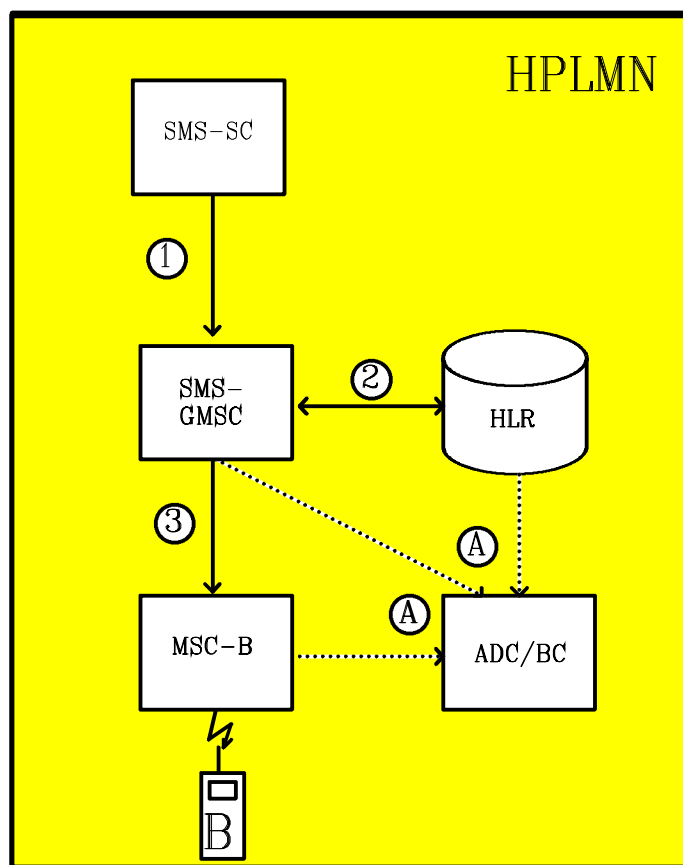 HPLMN
SMS-SC
1
SMS-
GMSC
2
HLR
3
A
A
MSC-B
ADC/BC
B